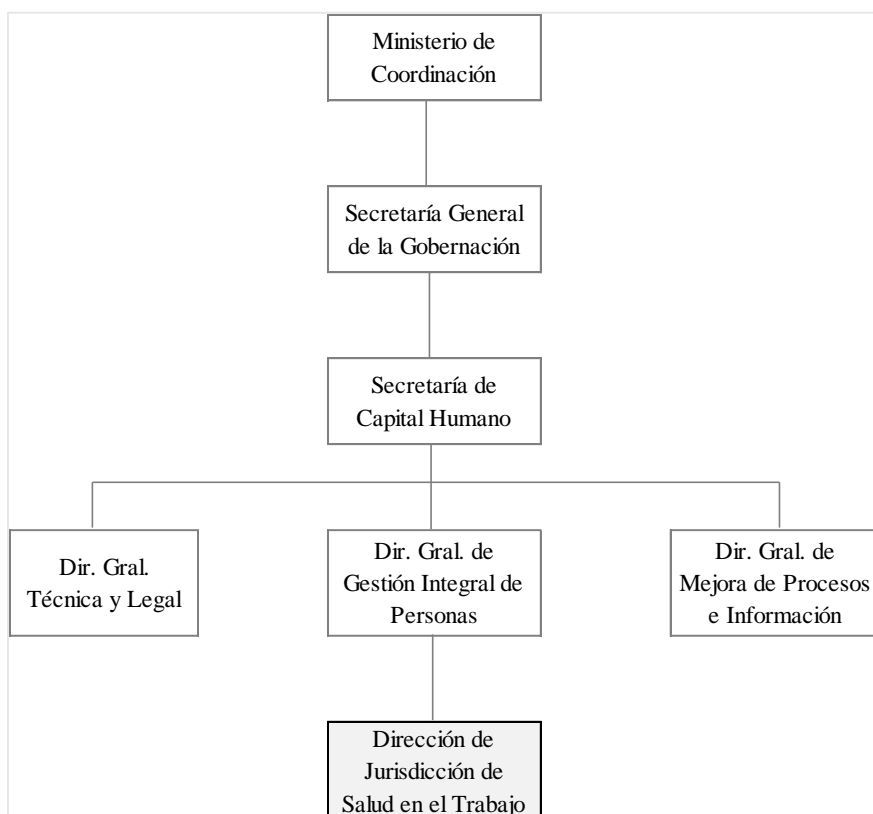 Ministerio de
Coordinación
Secretaría General
de la Gobernación
Secretaría de
Capital Humano
Dir. Gral.
Técnica y Legal
Dir. Gral. de
Gestión Integral de
Personas
Dir. Gral. de
Mejora de Procesos
e Información
Dirección de
Jurisdicción de
Salud en el Trabajo